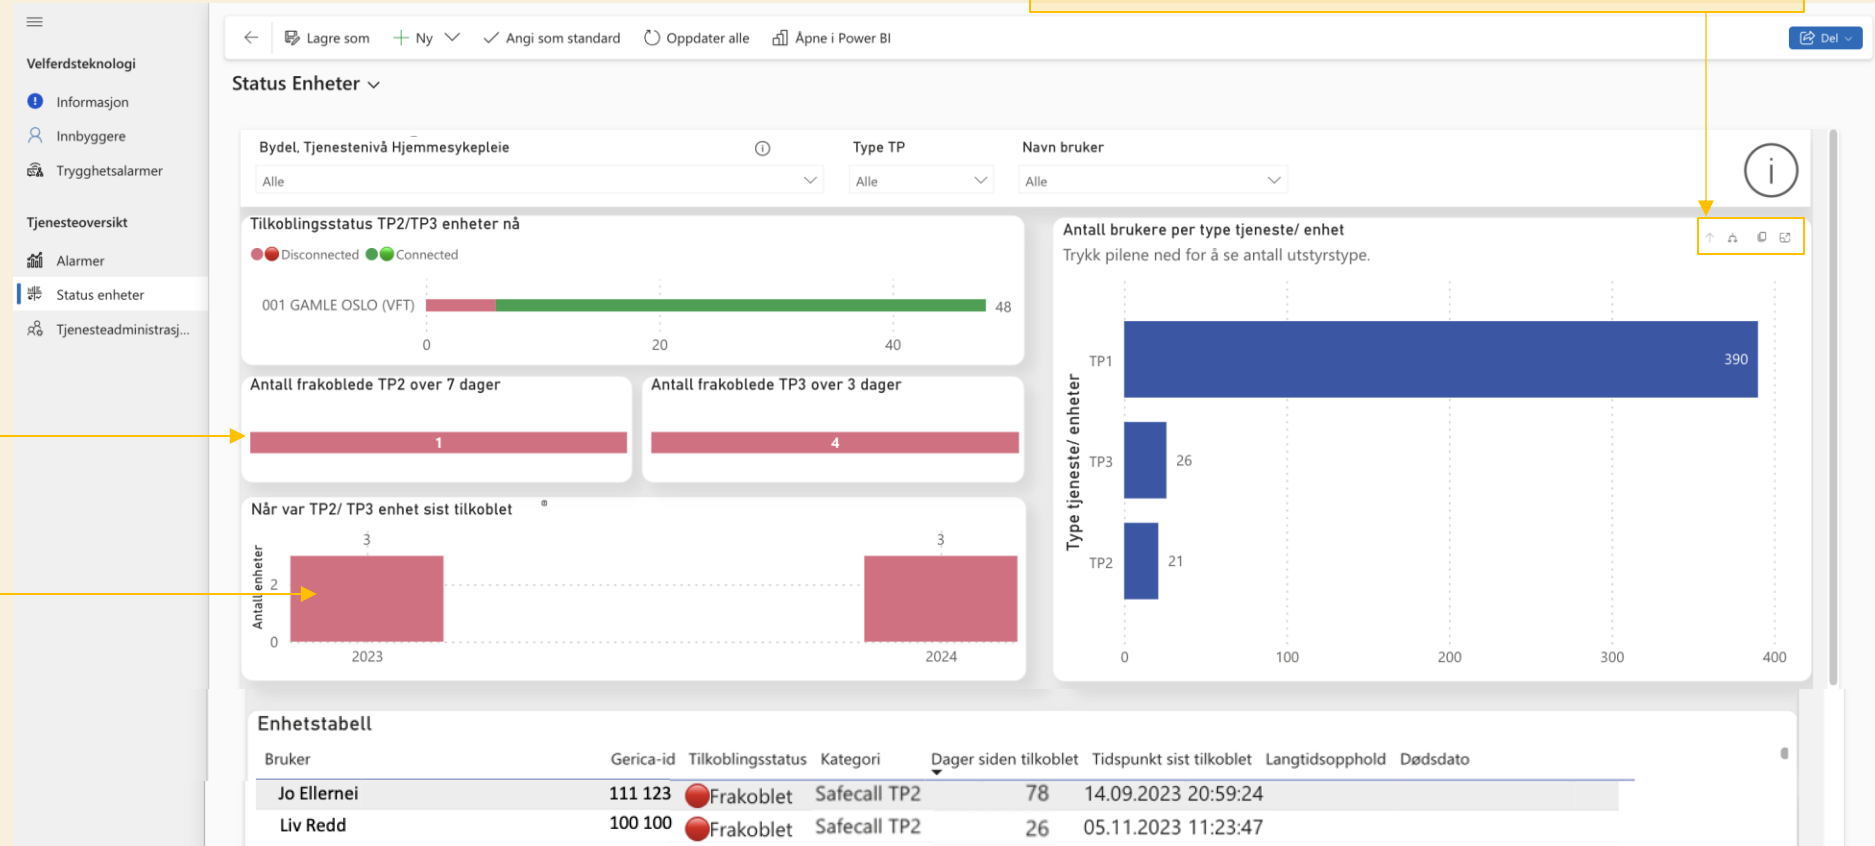 Lagre som
Ny
Angi som standard
Oppdater alle
Åpne i Power BI
Del
Velferdsteknologi
Informasjon
Innbyggere
Trygghetsalarmer
Tjenesteoversikt
Alarmer
Status enheter
Tjenesteadministrasj...
Status Enheter
Bydel, Tjenestenivå Hjemmesykepleie
Alle
Type TP
Alle
Navn bruker
Alle
Tilkoblingsstatus TP2/TP3 enheter nå
Disconnected Connected
001 GAMLE OSLO (VFT)
48
0 20 40
Antall frakoblede TP2 over 7 dager
1
Antall frakoblede TP3 over 3 dager
4
Når var TP2/ TP3 enhet sist tilkoblet
Antall enheter
3 3
2
0
2023 2024
Antall brukere per type tjeneste/ enhet
Trykk pilene ned for å se antall utstyrstype.
Type tjeneste/ enheter
TP1 390
TP3 26
TP2 21
0 100 200 300 400
Enhetstabell
Bruker Gerica-id Tilkoblingsstatus Kategori Dager siden tilkoblet Tidspunkt sist tilkoblet Langtidsopphold Dødsdato
Jo Ellernei 111 123 Frakoblet Safecall TP2 78 14.09.2023 20:59:24
Liv Redd 100 100 Frakoblet Safecall TP2 26 05.11.2023 11:23:47